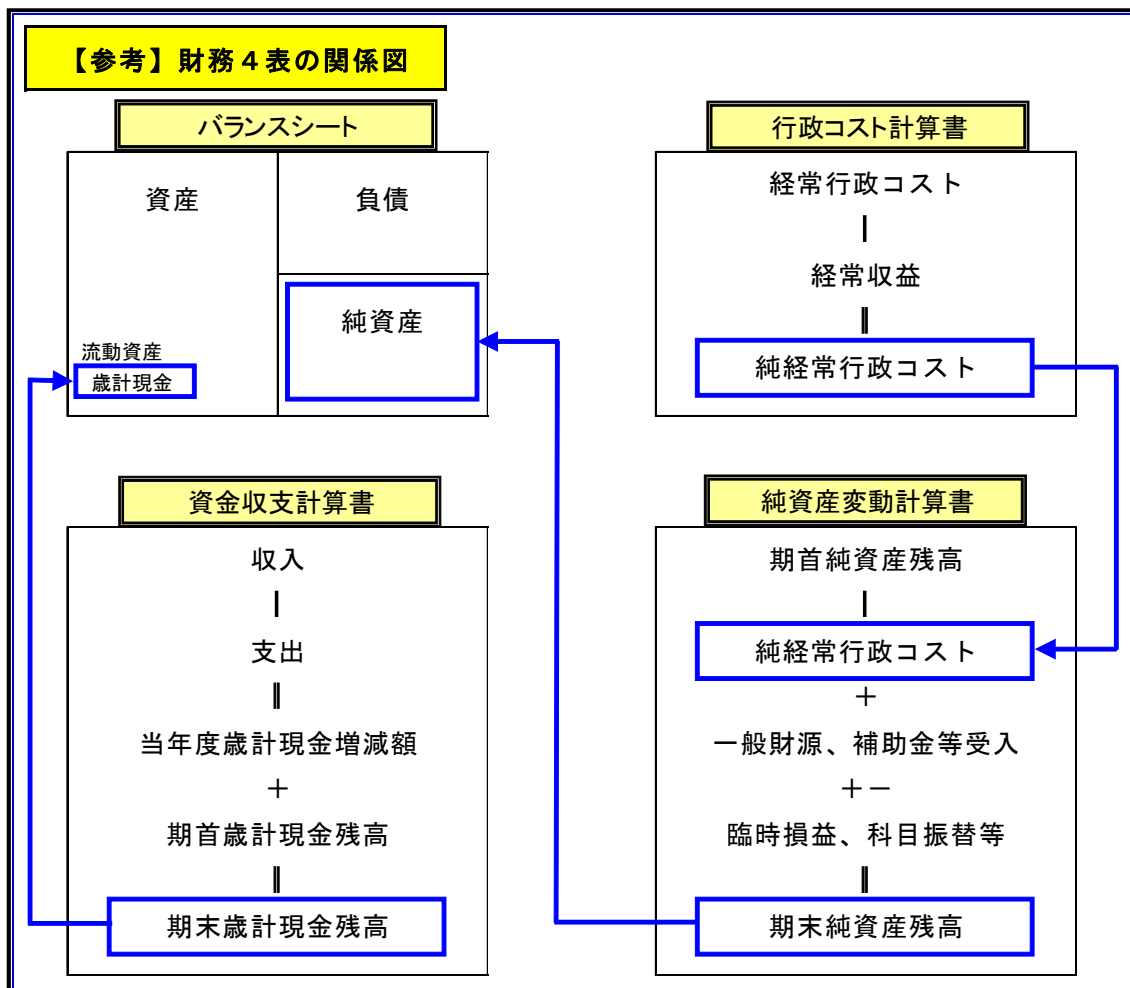 【参考】財務４表の関係図
バランスシート
資産
負債
純資産
流動資産
歳計現金
行政コスト計算書
経常行政コスト
｜
経常収益
∥
純経常行政コスト
資金収支計算書
収入
｜
支出
∥
当年度歳計現金増減額
＋
期首歳計現金残高
∥
期末歳計現金残高
純資産変動計算書
期首純資産残高
｜
純経常行政コスト
＋
一般財源、補助金等受入
＋－
臨時損益、科目振替等
∥
期末純資産残高